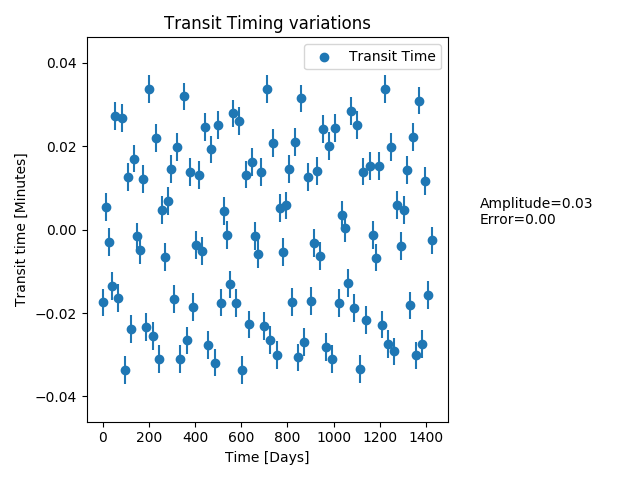 Transit Timing variations
Transit Time
0.04
0.02
0.00
−0.02
−0.04
Transit time [Minutes]
0
200
400
600
800
1000
1200
1400
Time [Days]
Amplitude=0.03
Error=0.00